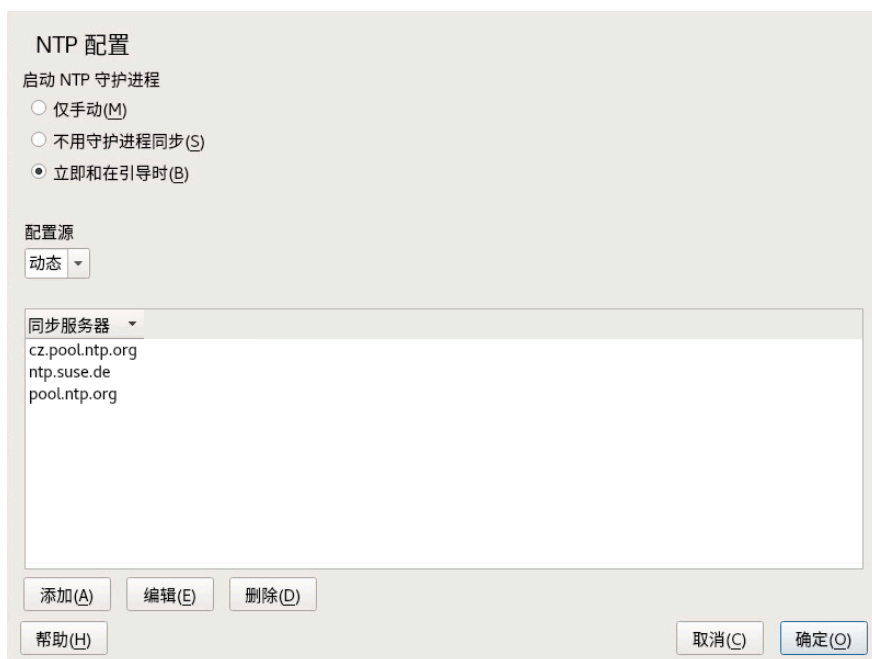 NTP 配置
启动 NTP 守护进程
仅手动(M)
不用守护进程同步(S)
立即和在引导时(B)
配置源
动态
同步服务器
cz.pool.ntp.org
ntp.suse.de
pool.ntp.org
添加(A) 编辑(E) 删除(D)
帮助(H) 取消(C) 确定(O)